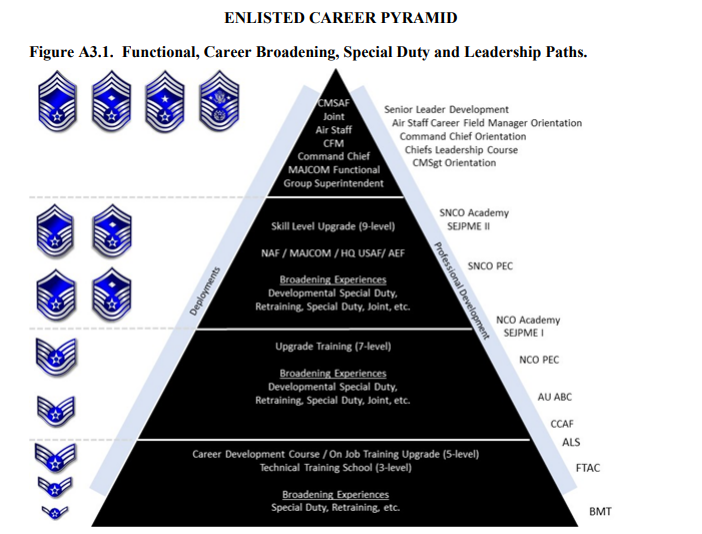 ENLISTED CAREER PYRAMID
Figure A3.1.  Functional, Career Broadening, Special Duty and Leadership Paths.
CMSAF
Joint
Air Staff
CFM
Command Chief
MAJCOM Functional
Group Superintendent
Senior Leader Development
Air Staff Career Field Manager Orientation
Command Chief Orientation
Chiefs Leadership Course
CMSgt Orientation
Skill Level Upgrade (9-level)
NAF / MAJCOM / HQ USAF/ AEF
Broadening Experiences
Developmental Special Duty,
Retraining, Special Duty, Joint, etc.
SNCO Academy
SEJPME II
SNCO PEC
Deployments
Professional Development
NCO Academy
SEJPME I
NCO PEC
Upgrade Training (7-level)
Broadening Experiences
Developmental Special Duty,
Retraining, Special Duty, Joint, etc.
AU ABC
CCAF
ALS
Career Development Course / On Job Training Upgrade (5-level)
Technical Training School (3-level)
FTAC
Broadening Experiences
Special Duty, Retraining, etc.
BMT